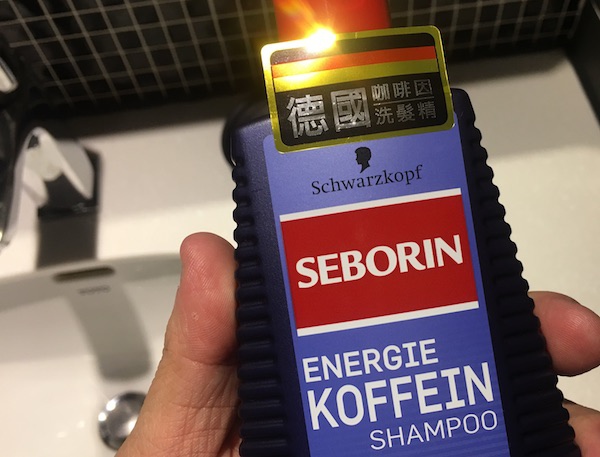 德國咖啡因
洗髮精
Schwarzkopf
SEBORIN
ENERGIE
KOFFEIN
SHAMPOO